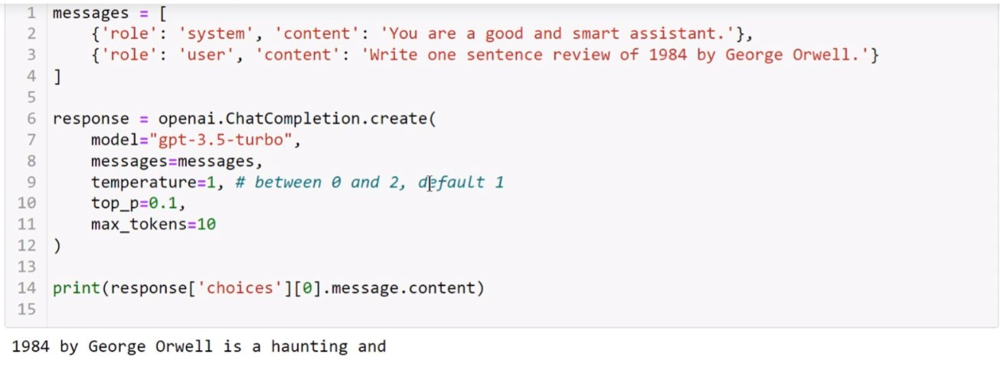 1 messages = [
2     {'role': 'system', 'content': 'You are a good and smart assistant.'},
3     {'role': 'user', 'content': 'Write one sentence review of 1984 by George Orwell.'}
4 ]
5
6 response = openai.ChatCompletion.create(
7     model="gpt-3.5-turbo",
8     messages=messages,
9     temperature=1, # between 0 and 2, default 1
10     top_p=0.1,
11     max_tokens=10
12 )
13
14 print(response['choices'][0].message.content)
15
1984 by George Orwell is a haunting and